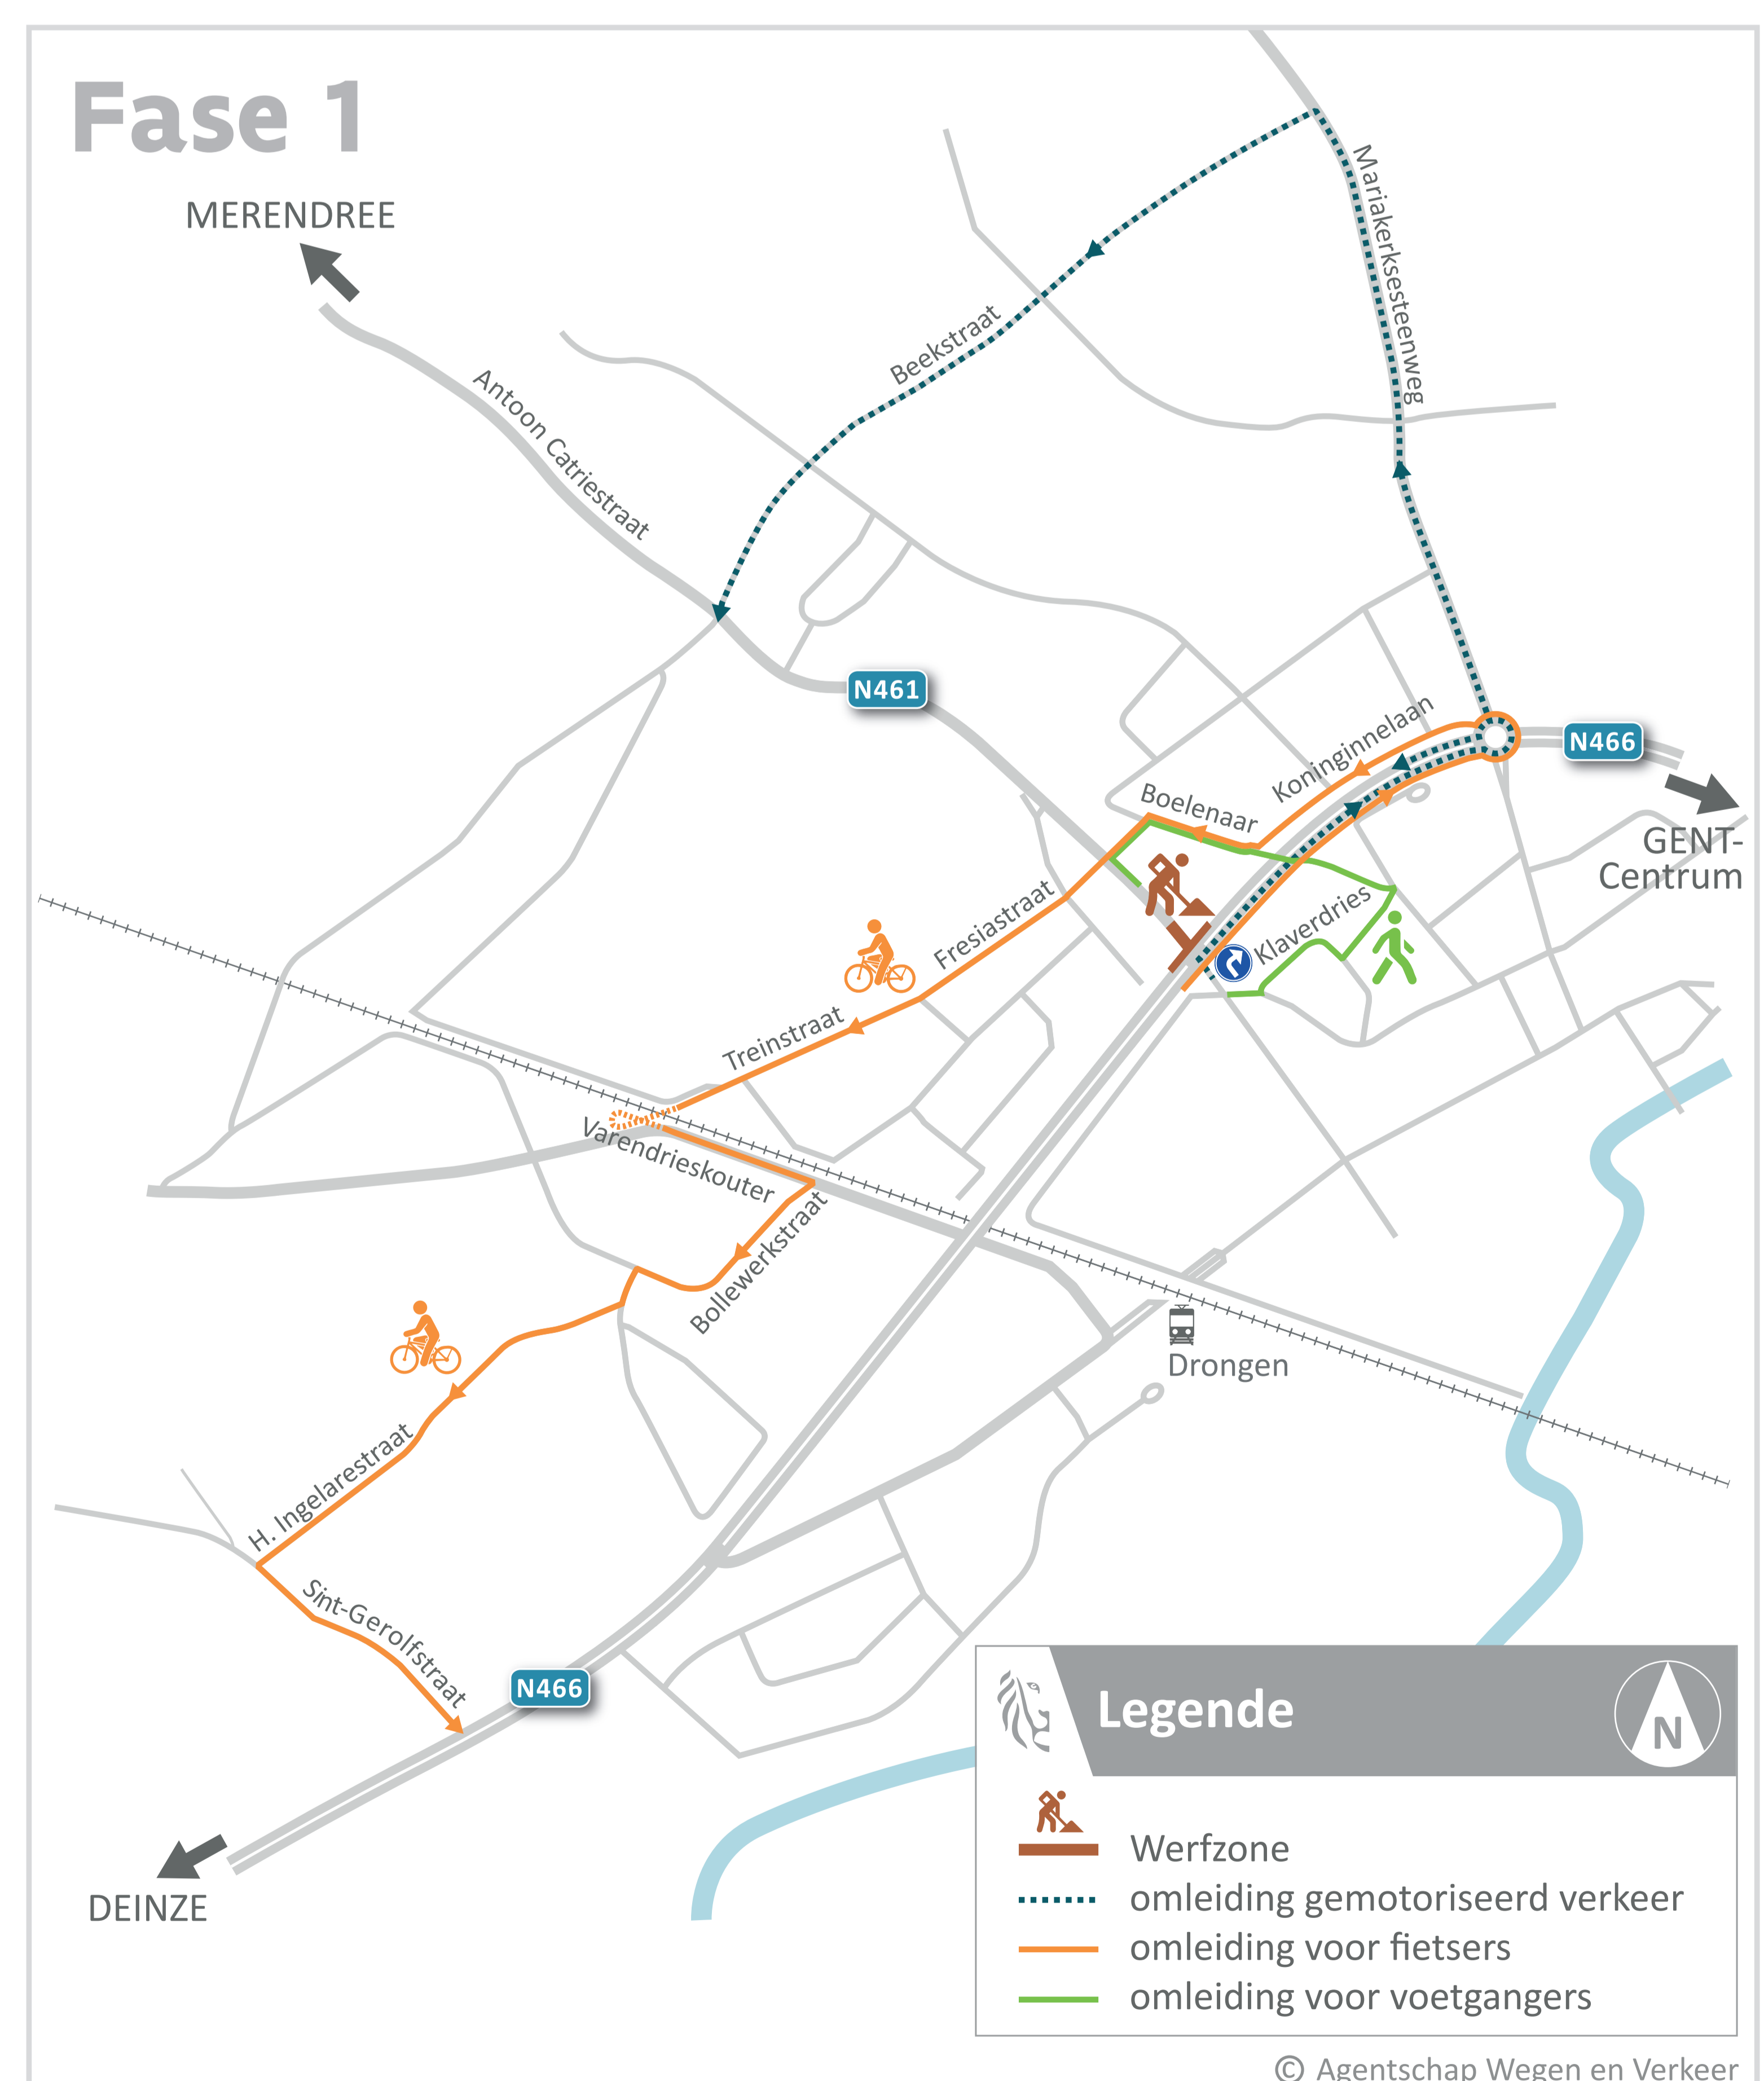 Fase 1
MERENDREE
Mariakerksesteenweg
Beekstraat
Antoon Catriestraat
N461
Koninginnelaan
N466
Boelenaar
GENT-
Centrum
Fresiastraat
Klaverdries
Treinstraat
Varendrieskouter
Bollewerkstraat
Drongen
H. Ingelarestraat
Sint-Gerolfstraat
N466
DEINZE
Legende
N
Werfzone
omleiding gemotoriseerd verkeer
omleiding voor fietsers
omleiding voor voetgangers
© Agentschap Wegen en Verkeer